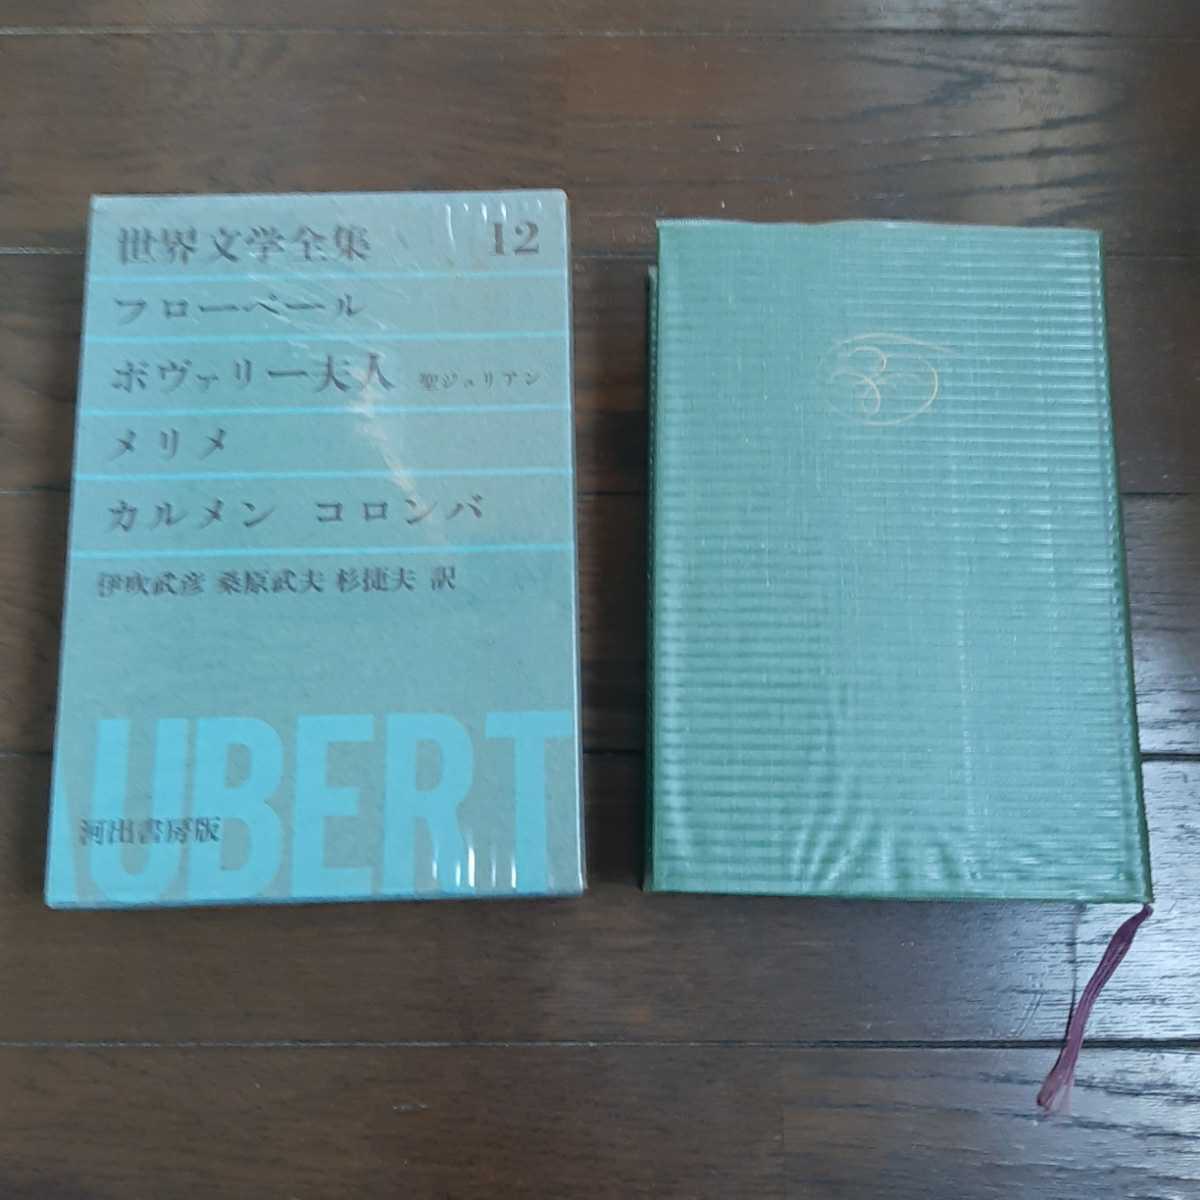 世界文学全集 12
フローベール
ボヴァリー夫人 聖ジュリアン
メリメ
カルメン コロンバ
伊吹武彦 桑原武夫 杉捷夫 訳
AUBERT
河出書房版